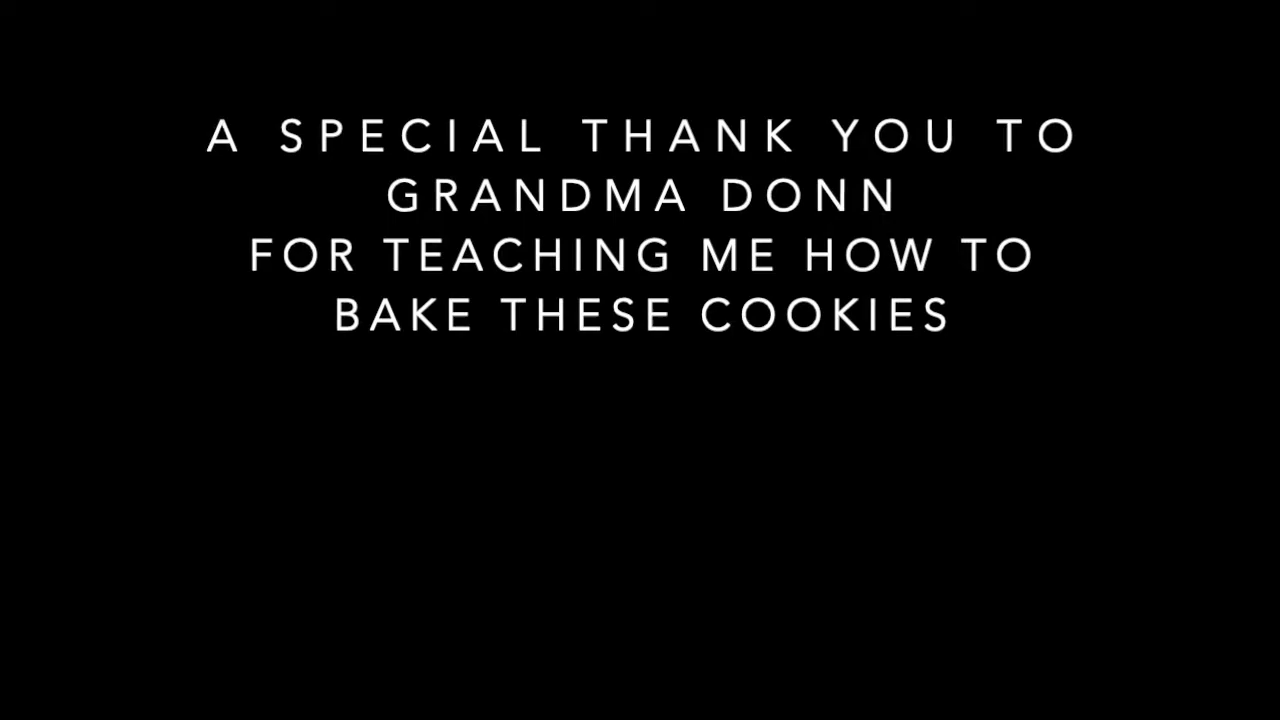 A SPECIAL THANK YOU TO
GRANDMA DONN
FOR TEACHING ME HOW TO
BAKE THESE COOKIES